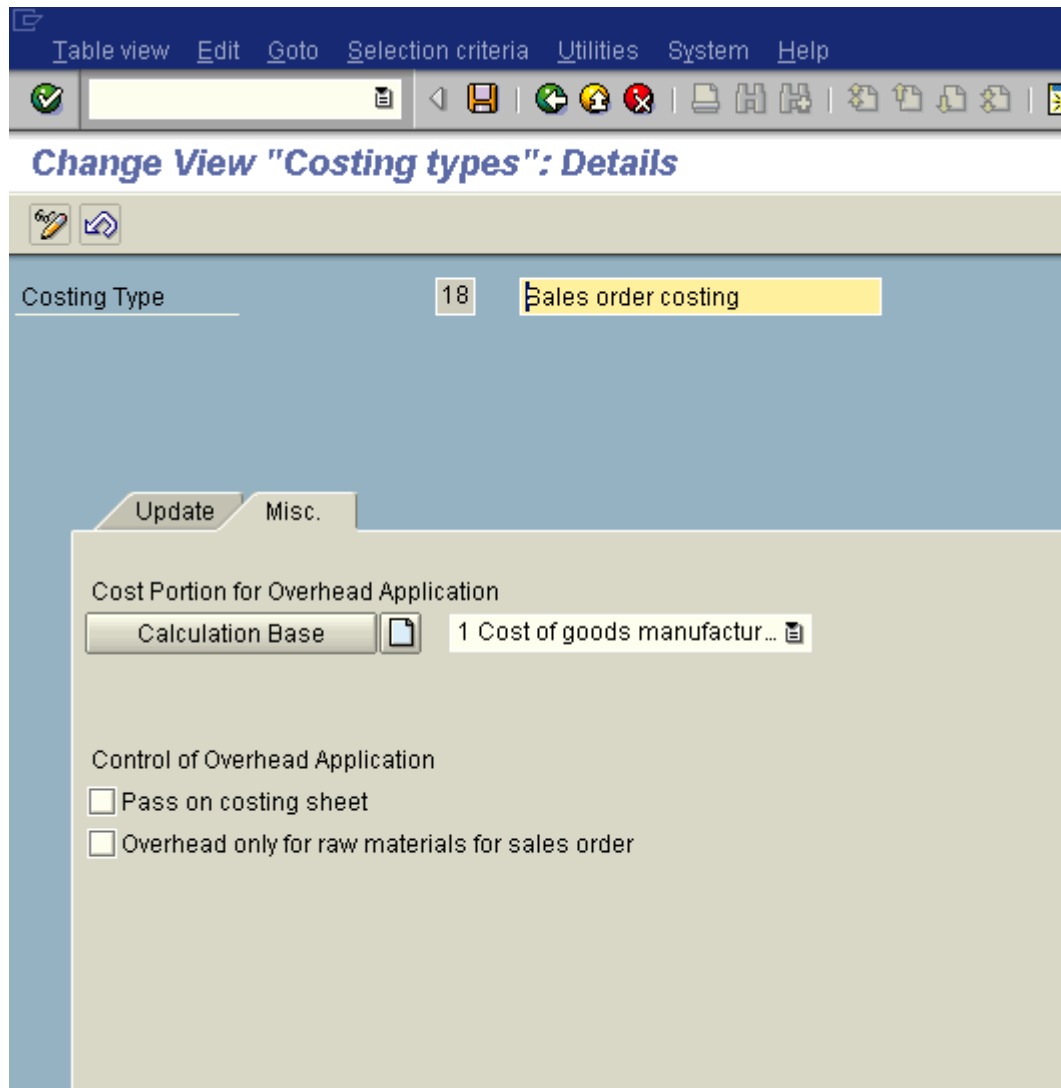 Table view Edit Goto Selection criteria Utilities System Help
Change View "Costing types": Details
Costing Type 18 Sales order costing
Update Misc.
Cost Portion for Overhead Application
Calculation Base 1 Cost of goods manufactur...
Control of Overhead Application
Pass on costing sheet
Overhead only for raw materials for sales order